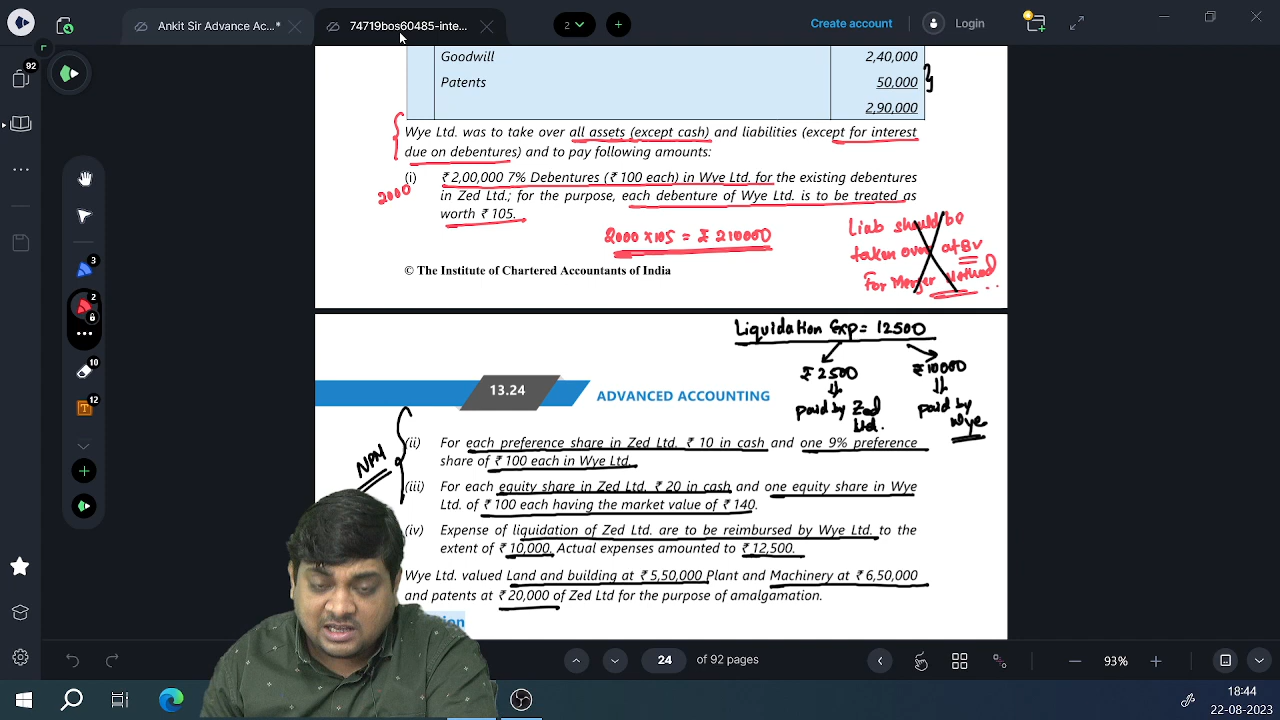 Ankit Sir Advance A... *
7479bos60485-...
2
Create account
Login
92
Goodwill 2,40,000
Patents 50,000
2,90,000
Wye Ltd. was to take over all assets (except cash) and liabilities (except for interest
due on debentures) and to pay following amounts:
(i) ₹ 2,00,000 7% Debentures (₹ 100 each) in Wye Ltd. for the existing debentures
2000
in Zed Ltd.; for the purpose, each debenture of Wye Ltd. is to be treated as
worth ₹ 105.
2000 x105 = ₹ 210000
Liab should be
taken over at BV
For Merger Method
© The Institute of Chartered Accountants of India
3
2
10
12
Liquidation Exp = 12500
₹ 2500
₹ 10000
paid by Zed Ltd.
paid by Wye
13.24
ADVANCED ACCOUNTING
NPM
(ii) For each preference share in Zed Ltd. ₹ 10 in cash and one 9% preference
share of ₹ 100 each in Wye Ltd.
(iii) For each equity share in Zed Ltd. ₹ 20 in cash and one equity share in Wye
Ltd. of ₹ 100 each having the market value of ₹ 140.
(iv) Expense of liquidation of Zed Ltd. are to be reimbursed by Wye Ltd. to the
extent of ₹ 10,000. Actual expenses amounted to ₹ 12,500.
Wye Ltd. valued Land and building at ₹ 5,50,000 Plant and Machinery at ₹ 6,50,000
and patents at ₹ 20,000 of Zed Ltd for the purpose of amalgamation.
24 of 92 pages
93%
18:44
22-08-2023